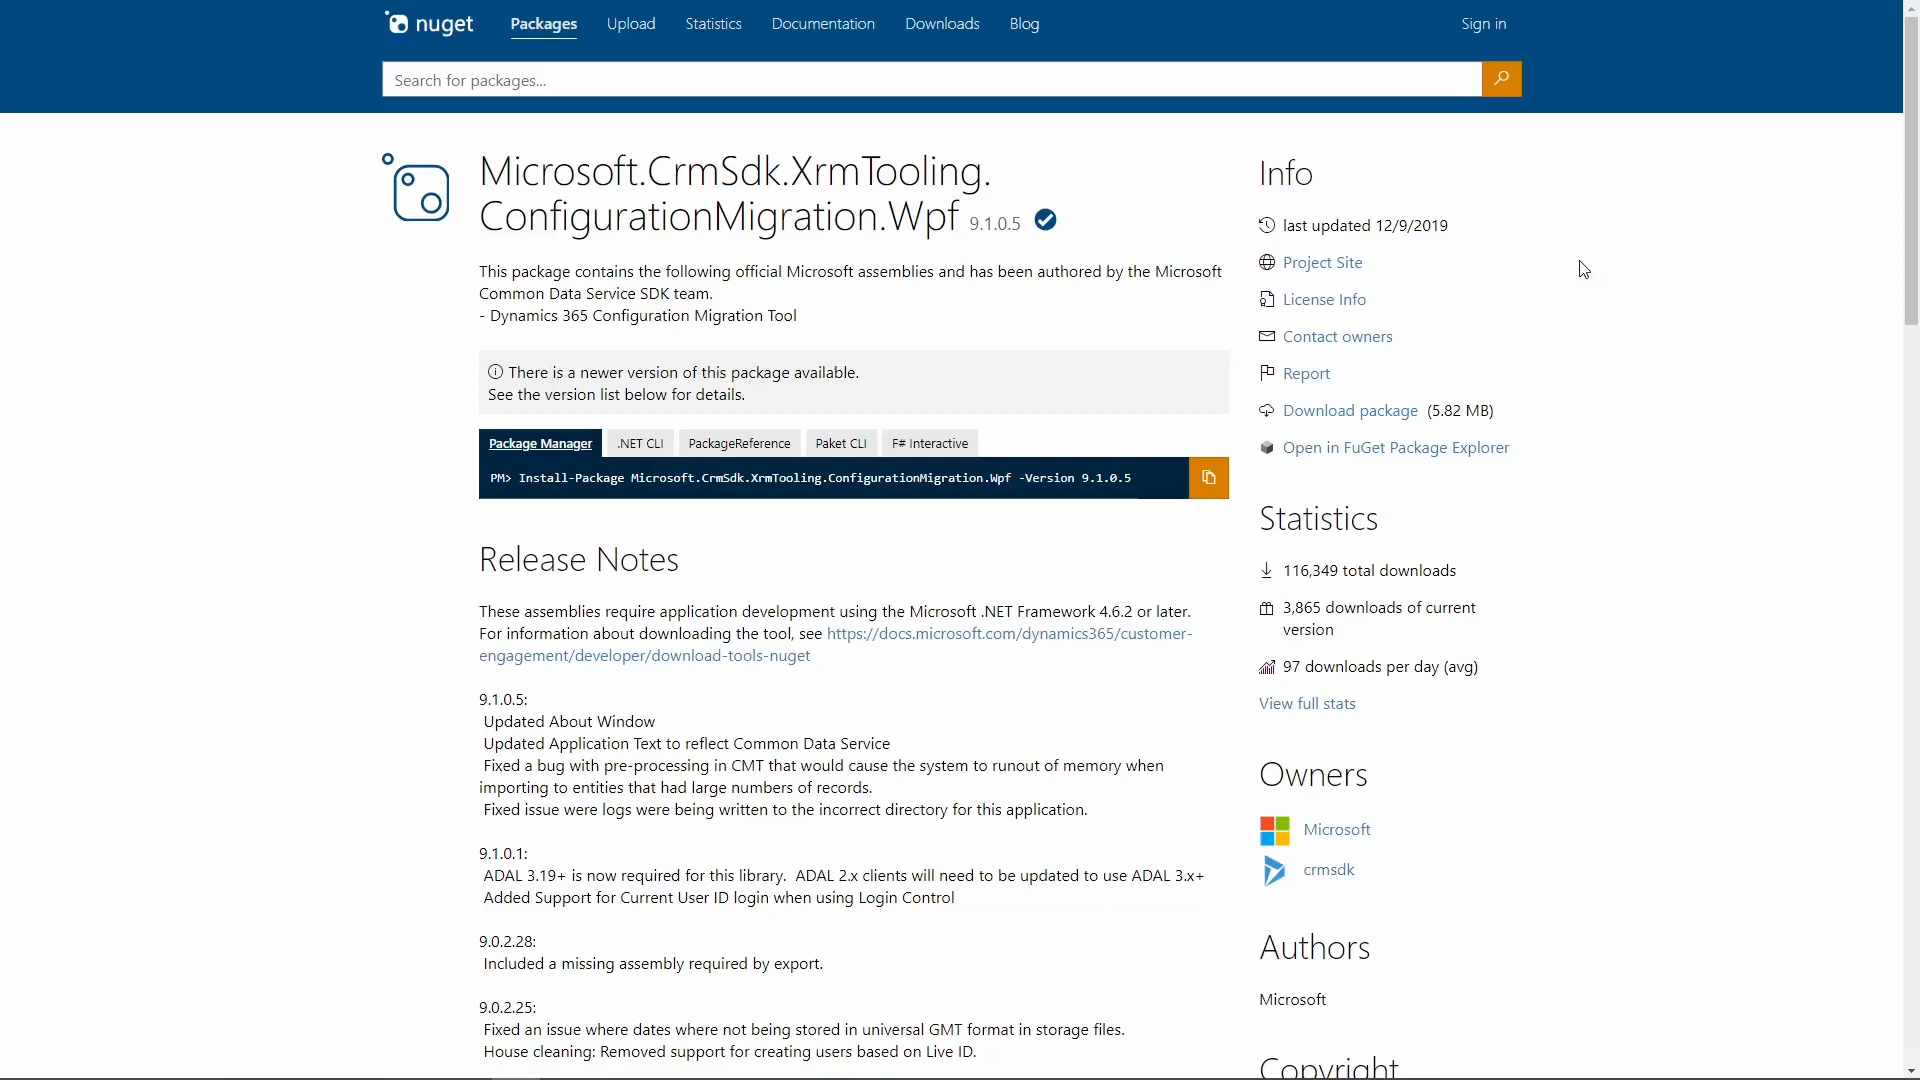 nuget
Packages
Upload
Statistics
Documentation
Downloads
Blog
Sign in
Search for packages...
Microsoft.CrmSdk.XrmTooling.
ConfigurationMigration.Wpf 9.1.0.5
This package contains the following official Microsoft assemblies and has been authored by the Microsoft
Common Data Service SDK team.
- Dynamics 365 Configuration Migration Tool
There is a newer version of this package available.
See the version list below for details.
Package Manager
.NET CLI
PackageReference
Paket CLI
F# Interactive
PM> Install-Package Microsoft.CrmSdk.XrmTooling.ConfigurationMigration.Wpf -Version 9.1.0.5
Release Notes
These assemblies require application development using the Microsoft .NET Framework 4.6.2 or later.
For information about downloading the tool, see https://docs.microsoft.com/dynamics365/customer-
engagement/developer/download-tools-nuget
9.1.0.5:
Updated About Window
Updated Application Text to reflect Common Data Service
Fixed a bug with pre-processing in CMT that would cause the system to runout of memory when
importing to entities that had large numbers of records.
Fixed issue were logs were being written to the incorrect directory for this application.
9.1.0.1:
ADAL 3.19+ is now required for this library.  ADAL 2.x clients will need to be updated to use ADAL 3.x+
Added Support for Current User ID login when using Login Control
9.0.2.28:
Included a missing assembly required by export.
9.0.2.25:
Fixed an issue where dates where not being stored in universal GMT format in storage files.
House cleaning: Removed support for creating users based on Live ID.
Info
last updated 12/9/2019
Project Site
License Info
Contact owners
Report
Download package (5.82 MB)
Open in FuGet Package Explorer
Statistics
116,349 total downloads
3,865 downloads of current
version
97 downloads per day (avg)
View full stats
Owners
Microsoft
crmsdk
Authors
Microsoft
Copyright